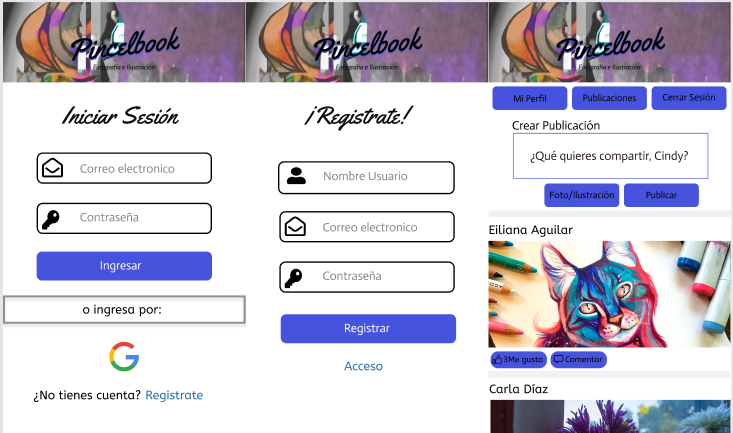 Pincelbook
Fotografía e Ilustración
Iniciar Sesión
Correo electronico
Contraseña
Ingresar
o ingresa por:
¿No tienes cuenta? Registrate
Pincelbook
Fotografía e Ilustración
¡Registrate!
Nombre Usuario
Correo electronico
Contraseña
Registrar
Acceso
Pincelbook
Fotografía e Ilustración
Mi Perfil Publicaciones Cerrar Sesión
Crear Publicación
¿Qué quieres compartir, Cindy?
Foto/ilustración Publicar
Eiliana Aguilar
3Me gusta Comentar
Carla Díaz